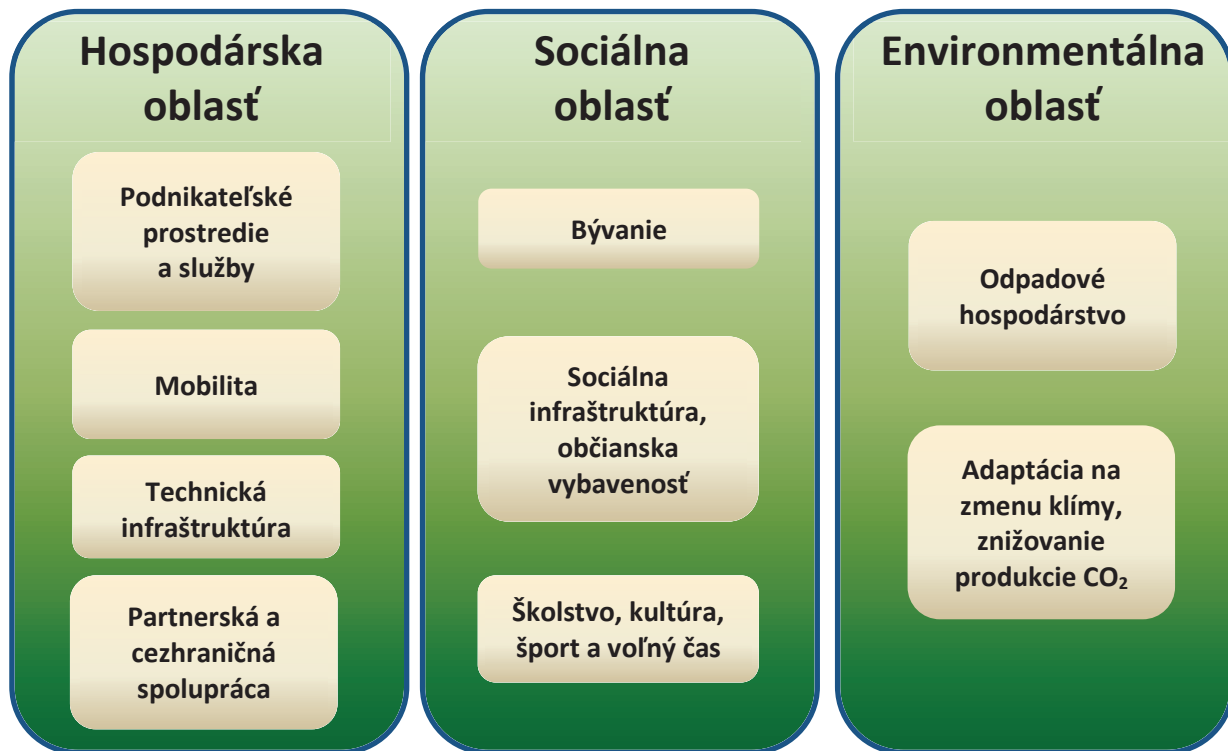 Hospodárska
oblasť
Podnikateľské
prostredie
a služby
Mobilita
Technická
infraštruktúra
Partnerská a
cezhraničná
spolupráca
Sociálna
oblasť
Bývanie
Sociálna
infraštruktúra,
občianska
vybavenosť
Školstvo, kultúra,
šport a voľný čas
Environmentálna
oblasť
Odpadové
hospodárstvo
Adaptácia na
zmenu klímy,
znižovanie
produkcie CO₂